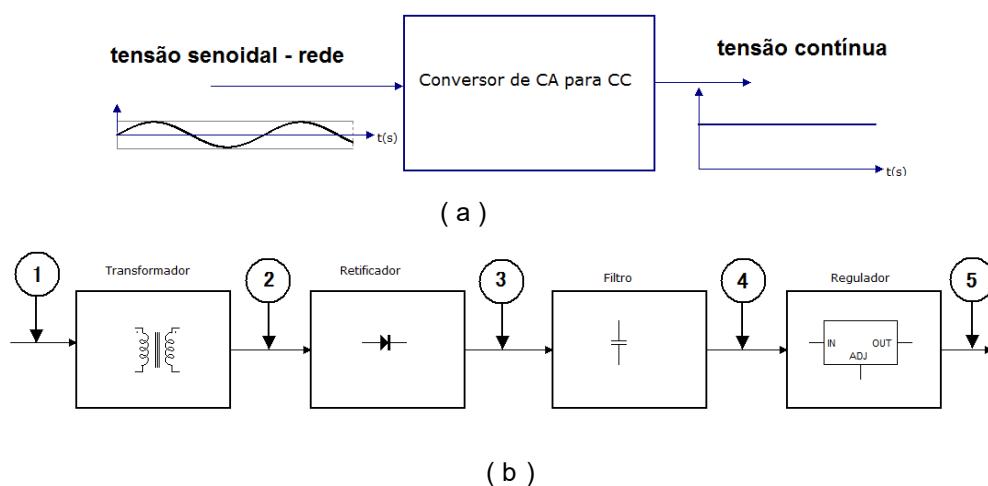 tensão senoidal - rede
tensão contínua
Conversor de CA para CC
t(s)
t(s)
( a )
1
Transformador
2
Retificador
3
Filtro
4
Regulador
5
IN
OUT
ADJ
( b )